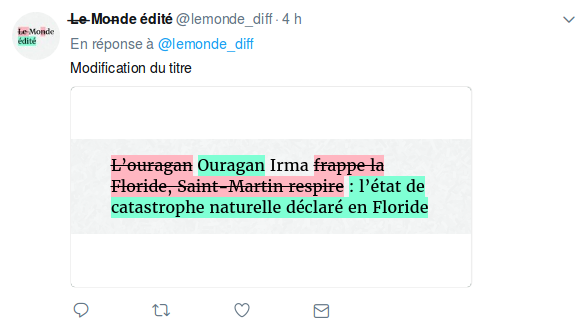 Le Monde édité @lemonde_diff · 4 h
Le Monde
édité
En réponse à @lemonde_diff
Modification du titre
L’ouragan Ouragan Irma frappe la
Floride, Saint-Martin respire : l’état de
catastrophe naturelle déclaré en Floride